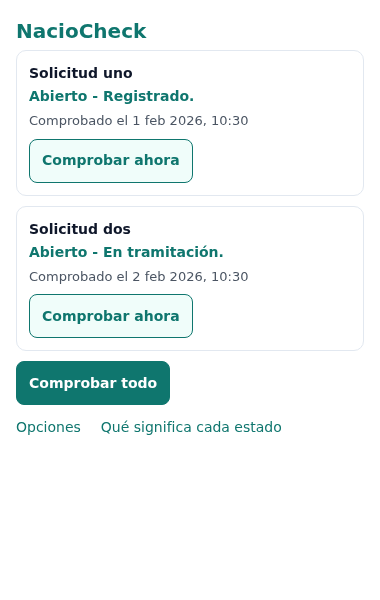 NacioCheck
Solicitud uno
Abierto - Registrado.
Comprobado el 1 feb 2026, 10:30
Comprobar ahora
Solicitud dos
Abierto - En tramitación.
Comprobado el 2 feb 2026, 10:30
Comprobar ahora
Comprobar todo
Opciones Qué significa cada estado